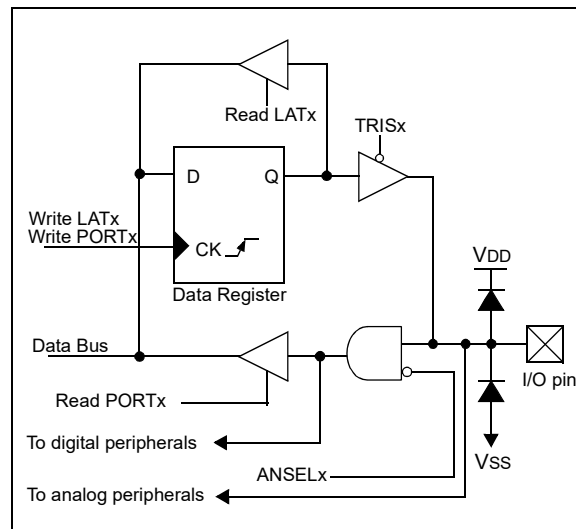 Read LATx
TRISx
D
Q
Write LATx
Write PORTx
CK
Data Register
VDD
Data Bus
I/O pin
Read PORTx
To digital peripherals
VSS
ANSELx
To analog peripherals